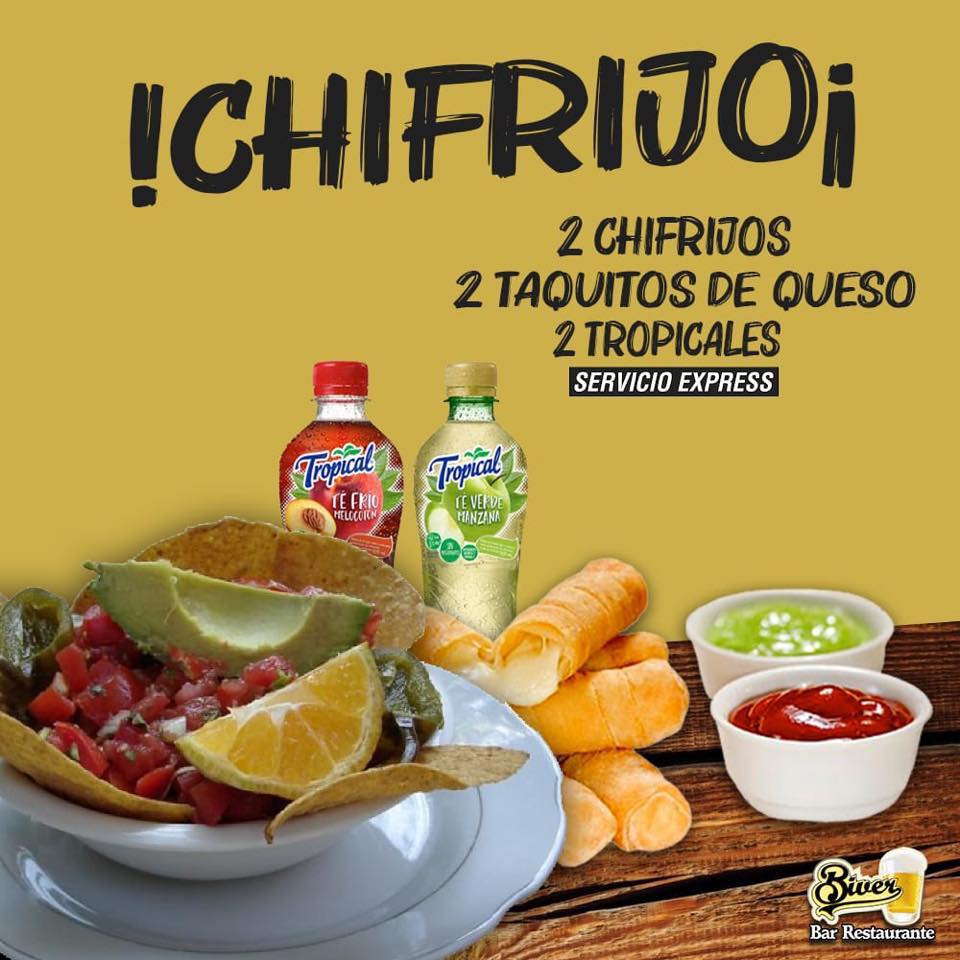 !CHIFRIJO¡
2 CHIFRIJOS
2 TAQUITOS DE QUESO
2 TROPICALES
SERVICIO EXPRESS
Tropical
TÉ FRIO
MELOCOTÓN
Tropical
TÉ VERDE
MANZANA
Biver
Bar Restaurante